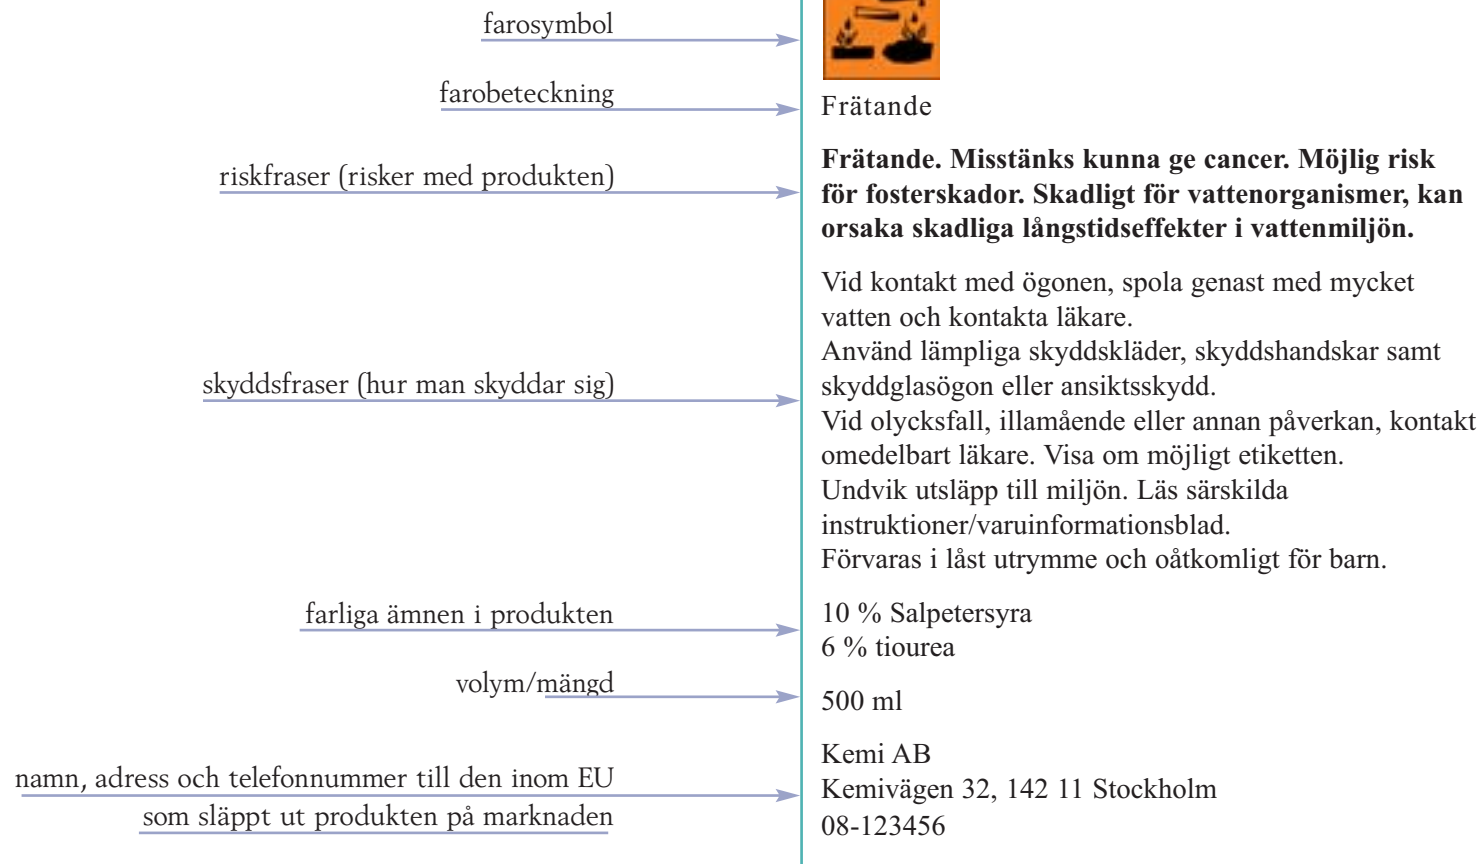 farosymbol
farobeteckning
Frätande
riskfraser (risker med produkten)
Frätande. Misstänks kunna ge cancer. Möjlig risk
för fosterskador. Skadligt för vattenorganismer, kan
orsaka skadliga långstidseffekter i vattenmiljön.
skyddsfraser (hur man skyddar sig)
Vid kontakt med ögonen, spola genast med mycket
vatten och kontakta läkare.
Använd lämpliga skyddskläder, skyddshandskar samt
skyddglasögon eller ansiktsskydd.
Vid olycksfall, illamående eller annan påverkan, kontakt
omedelbart läkare. Visa om möjligt etiketten.
Undvik utsläpp till miljön. Läs särskilda
instruktioner/varuinformationsblad.
Förvaras i låst utrymme och oåtkomligt för barn.
farliga ämnen i produkten
10 % Salpetersyra
6 % tiourea
volym/mängd
500 ml
namn, adress och telefonnummer till den inom EU
som släppt ut produkten på marknaden
Kemi AB
Kemivägen 32, 142 11 Stockholm
08-123456